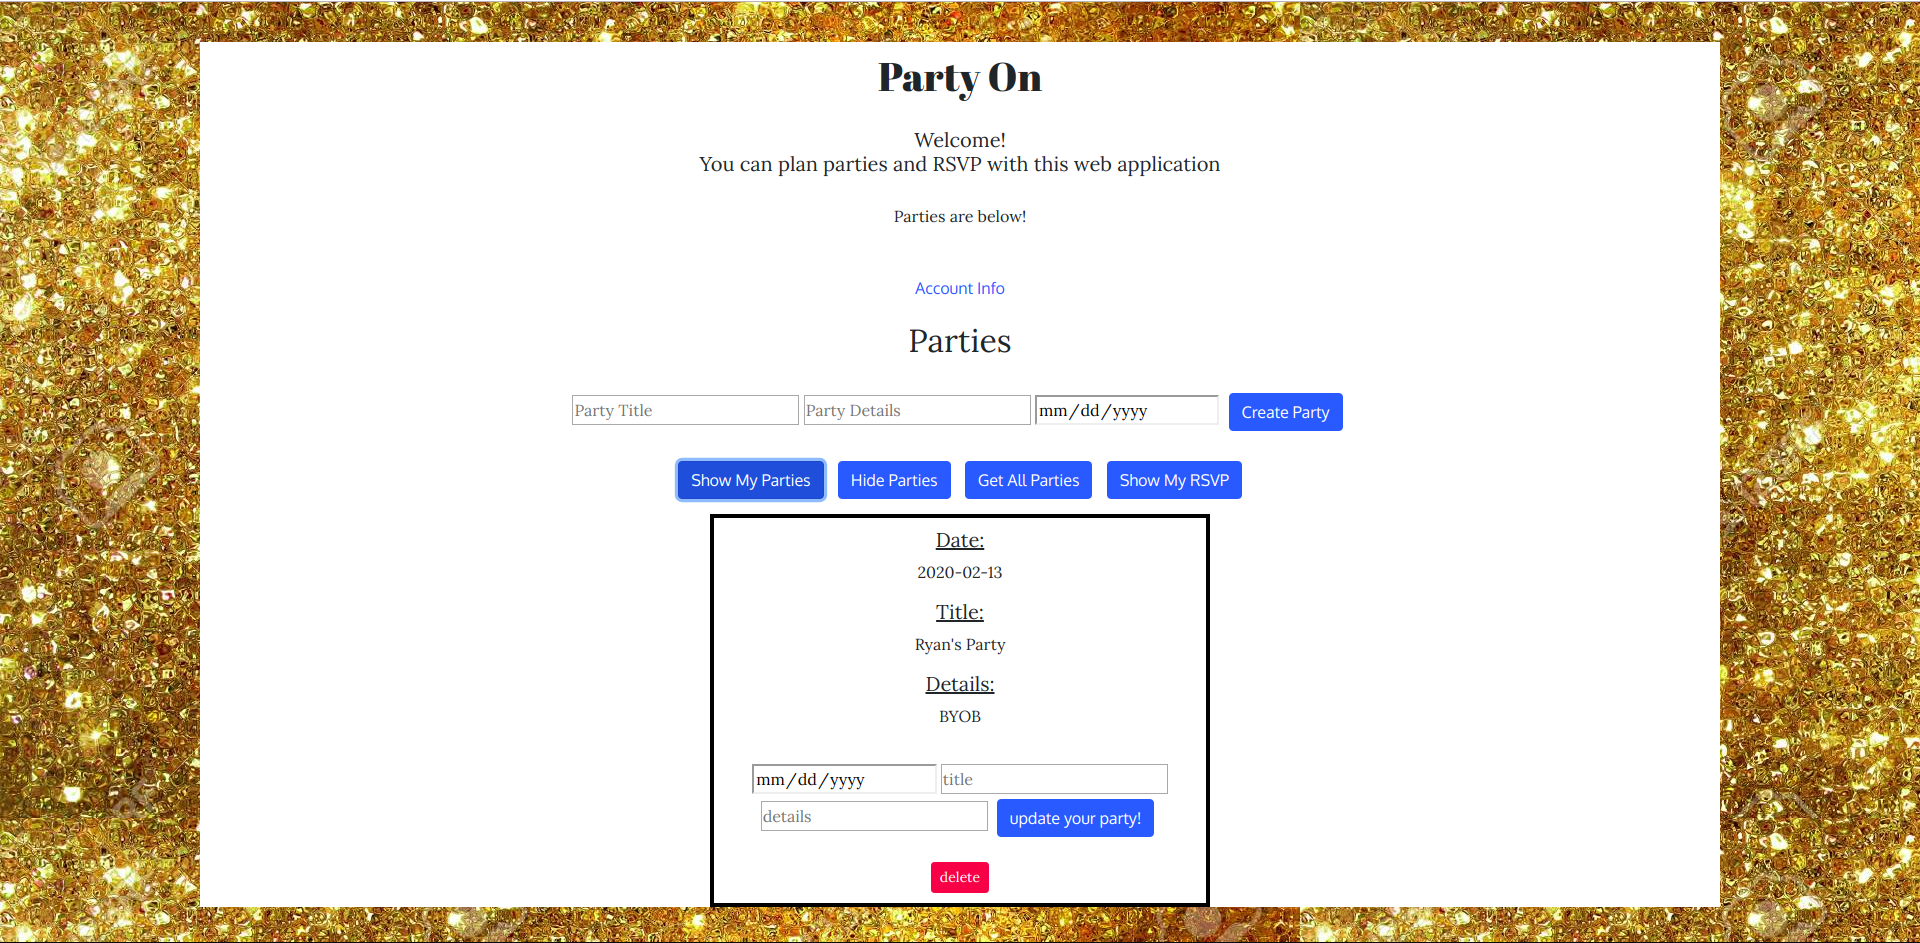 Party On
Welcome!
You can plan parties and RSVP with this web application
Parties are below!
Account Info
Parties
Party Title Party Details mm/dd/yyyy Create Party
Show My Parties Hide Parties Get All Parties Show My RSVP
Date:
2020-02-13
Title:
Ryan's Party
Details:
BYOB
mm/dd/yyyy title
details update your party!
delete